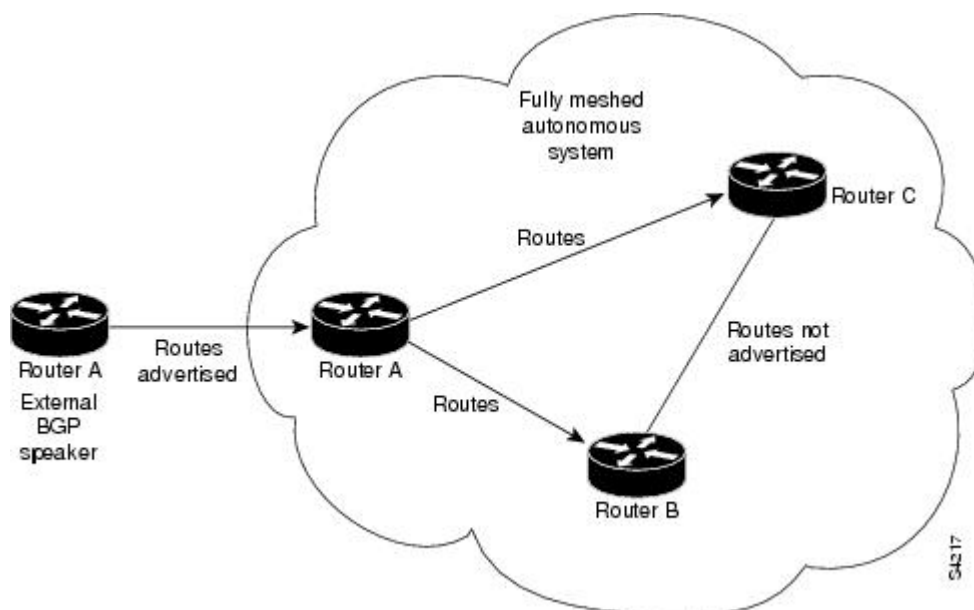 Fully meshed
autonomous
system
Router C
Routes
Routes not
advertised
Routes
advertised
Router A
Router A
External
BGP
speaker
Routes
Router B
S4217